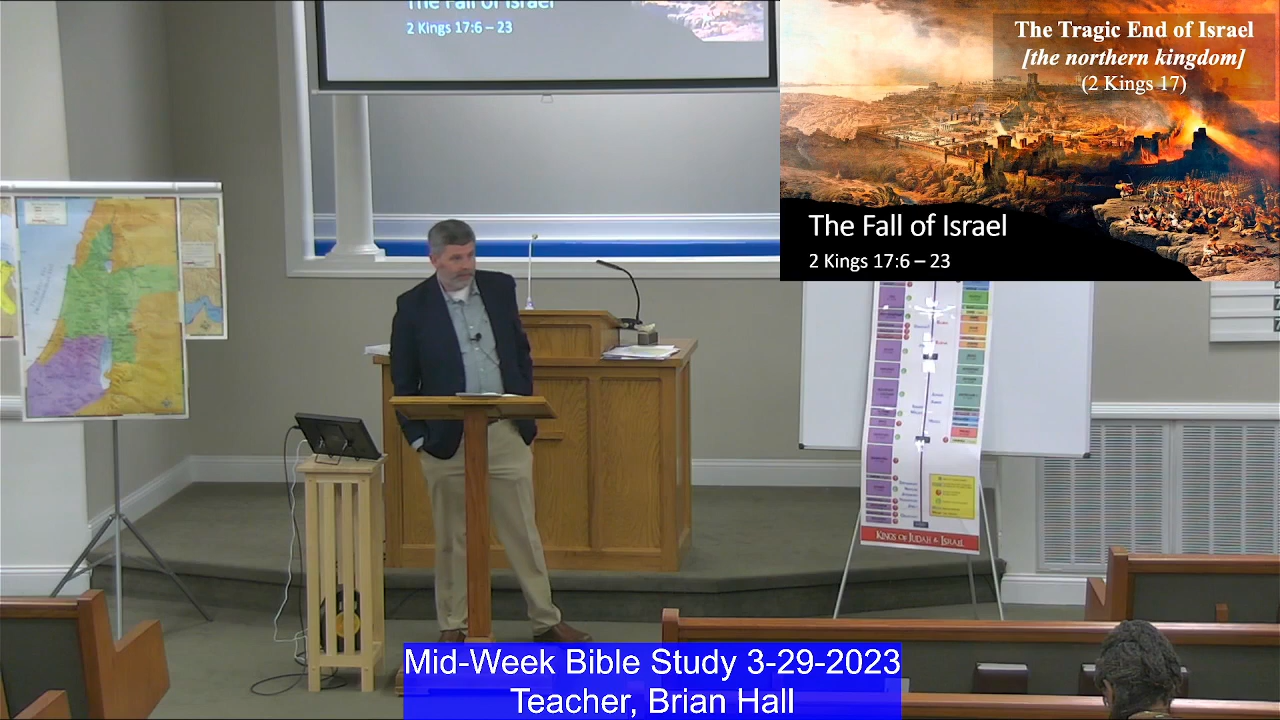 The Fall of Israel
2 Kings 17:6 – 23
The Tragic End of Israel
[the northern kingdom]
(2 Kings 17)
The Fall of Israel
2 Kings 17:6 – 23
KINGS OF JUDAH & ISRAEL
Mid-Week Bible Study 3-29-2023
Teacher, Brian Hall